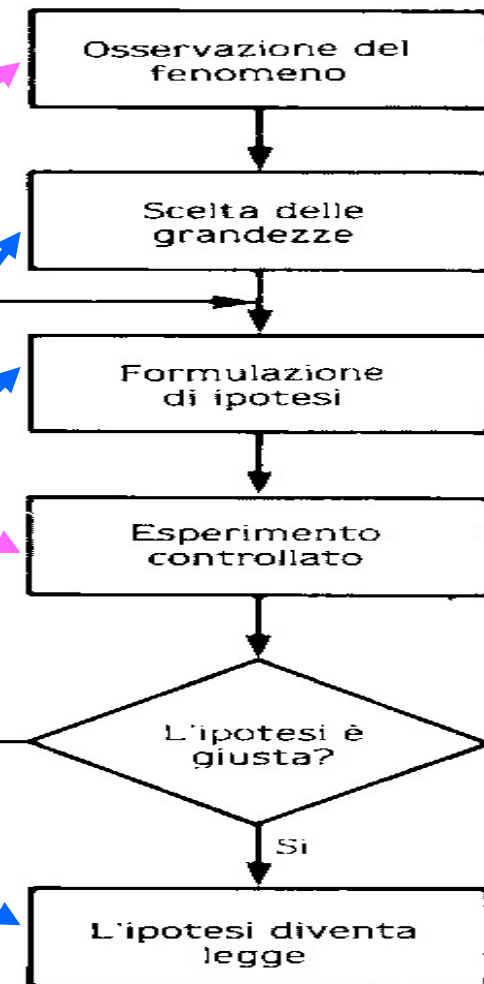 Osservazione del
fenomeno
Scelta delle
grandezze
Formulazione
di ipotesi
Esperimento
controllato
L'ipotesi è
giusta?
Si
L'ipotesi diventa
legge